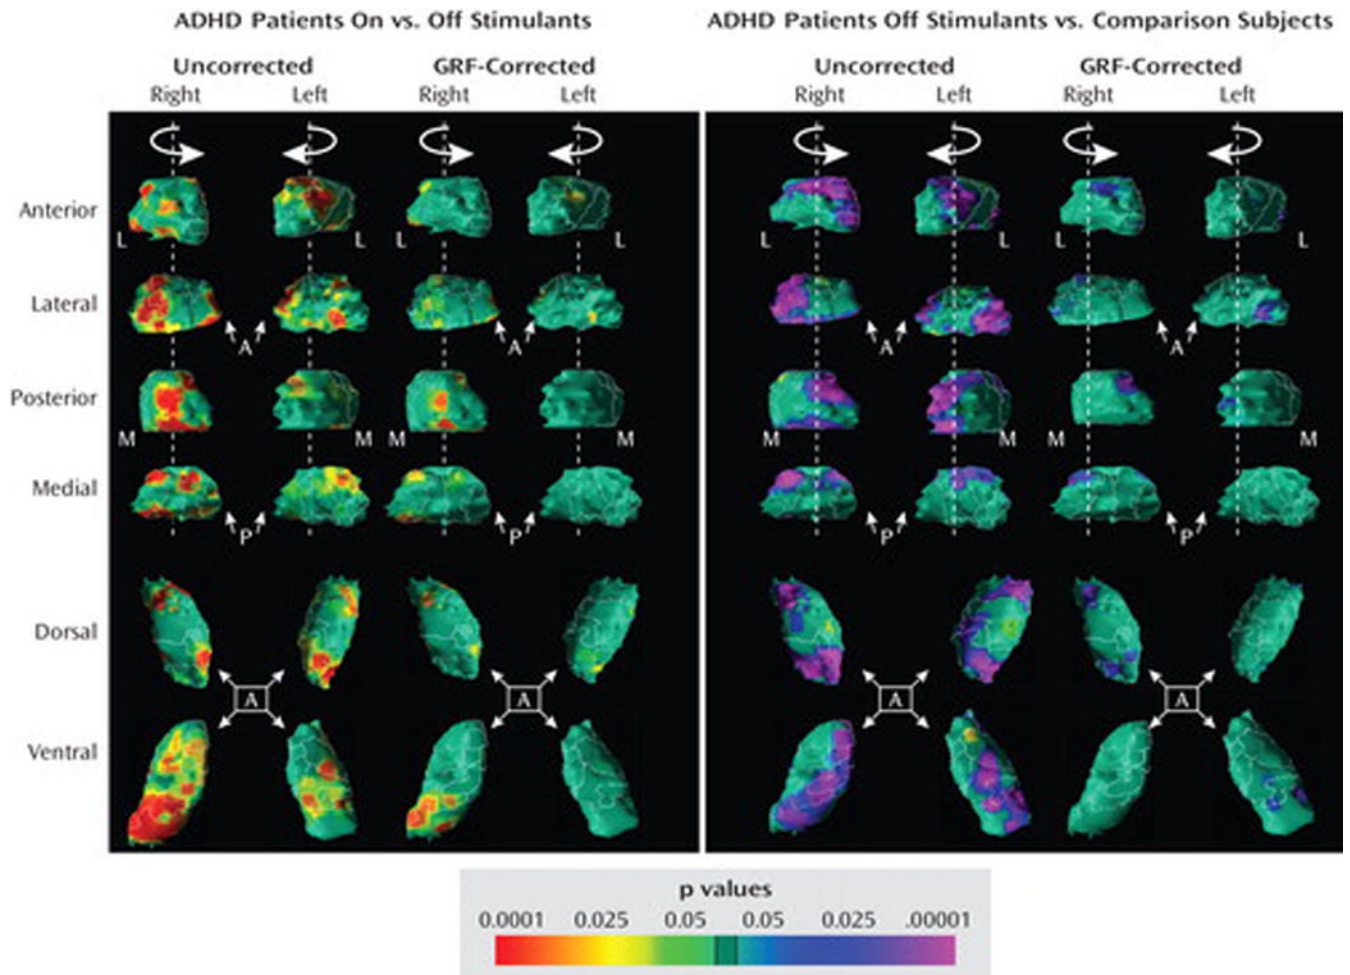 ADHD Patients On vs. Off Stimulants ADHD Patients Off Stimulants vs. Comparison Subjects
Uncorrected GRF-Corrected Uncorrected GRF-Corrected
Right Left Right Left Right Left Right Left
Anterior
L L L L L L L L
Lateral
A A A A
Posterior
M M M M M M M M
Medial
P P P P
Dorsal
A A A A
Ventral
p values
0.0001 0.025 0.05 0.05 0.025 .00001